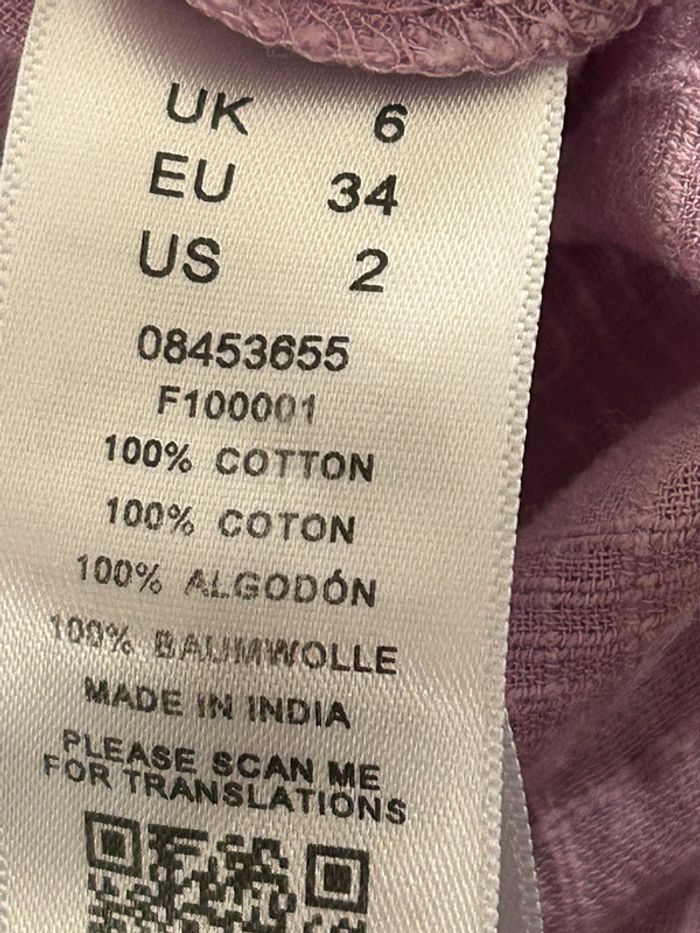 UK 6
EU 34
US 2
08453655
F100001
100% COTTON
100% COTON
100% ALGODÓN
100% BAUMWOLLE
MADE IN INDIA
PLEASE SCAN ME
FOR TRANSLATIONS